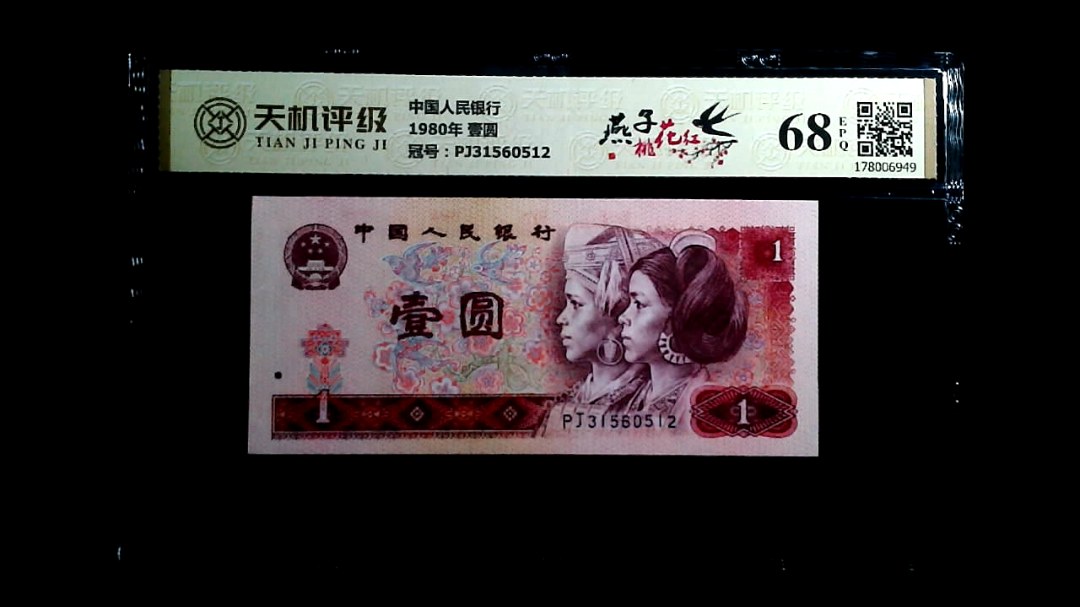 天机评级
TIAN JI PING JI
中国人民银行
1980年 壹圆
冠号：PJ31560512
燕子
桃花红
68
EPQ
178006949
中国人民银行
1
壹圆
1
PJ31560512
1